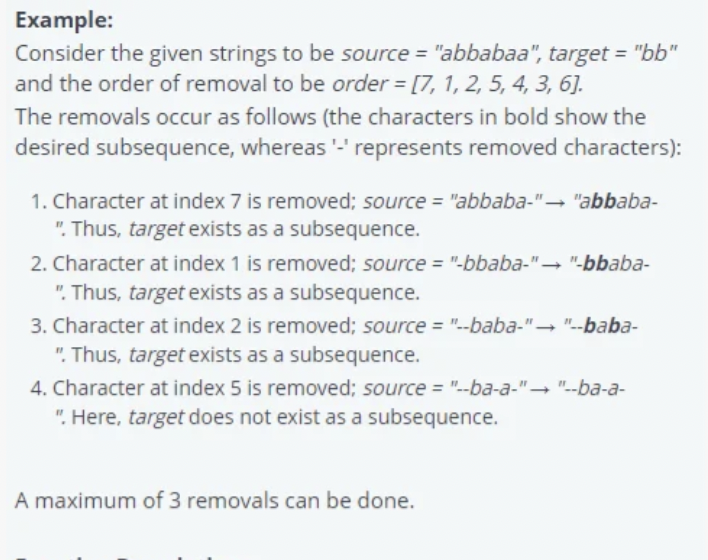 Example:
Consider the given strings to be source = "abbabaa", target = "bb"
and the order of removal to be order = [7, 1, 2, 5, 4, 3, 6].
The removals occur as follows (the characters in bold show the
desired subsequence, whereas '-' represents removed characters):
1. Character at index 7 is removed; source = "abbaba-"→ "abbaba-
". Thus, target exists as a subsequence.
2. Character at index 1 is removed; source = "-bbaba-"→ "-bbaba-
". Thus, target exists as a subsequence.
3. Character at index 2 is removed; source = "--baba-"→ "--baba-
". Thus, target exists as a subsequence.
4. Character at index 5 is removed; source = "--ba-a-"→ "--ba-a-
". Here, target does not exist as a subsequence.
A maximum of 3 removals can be done.